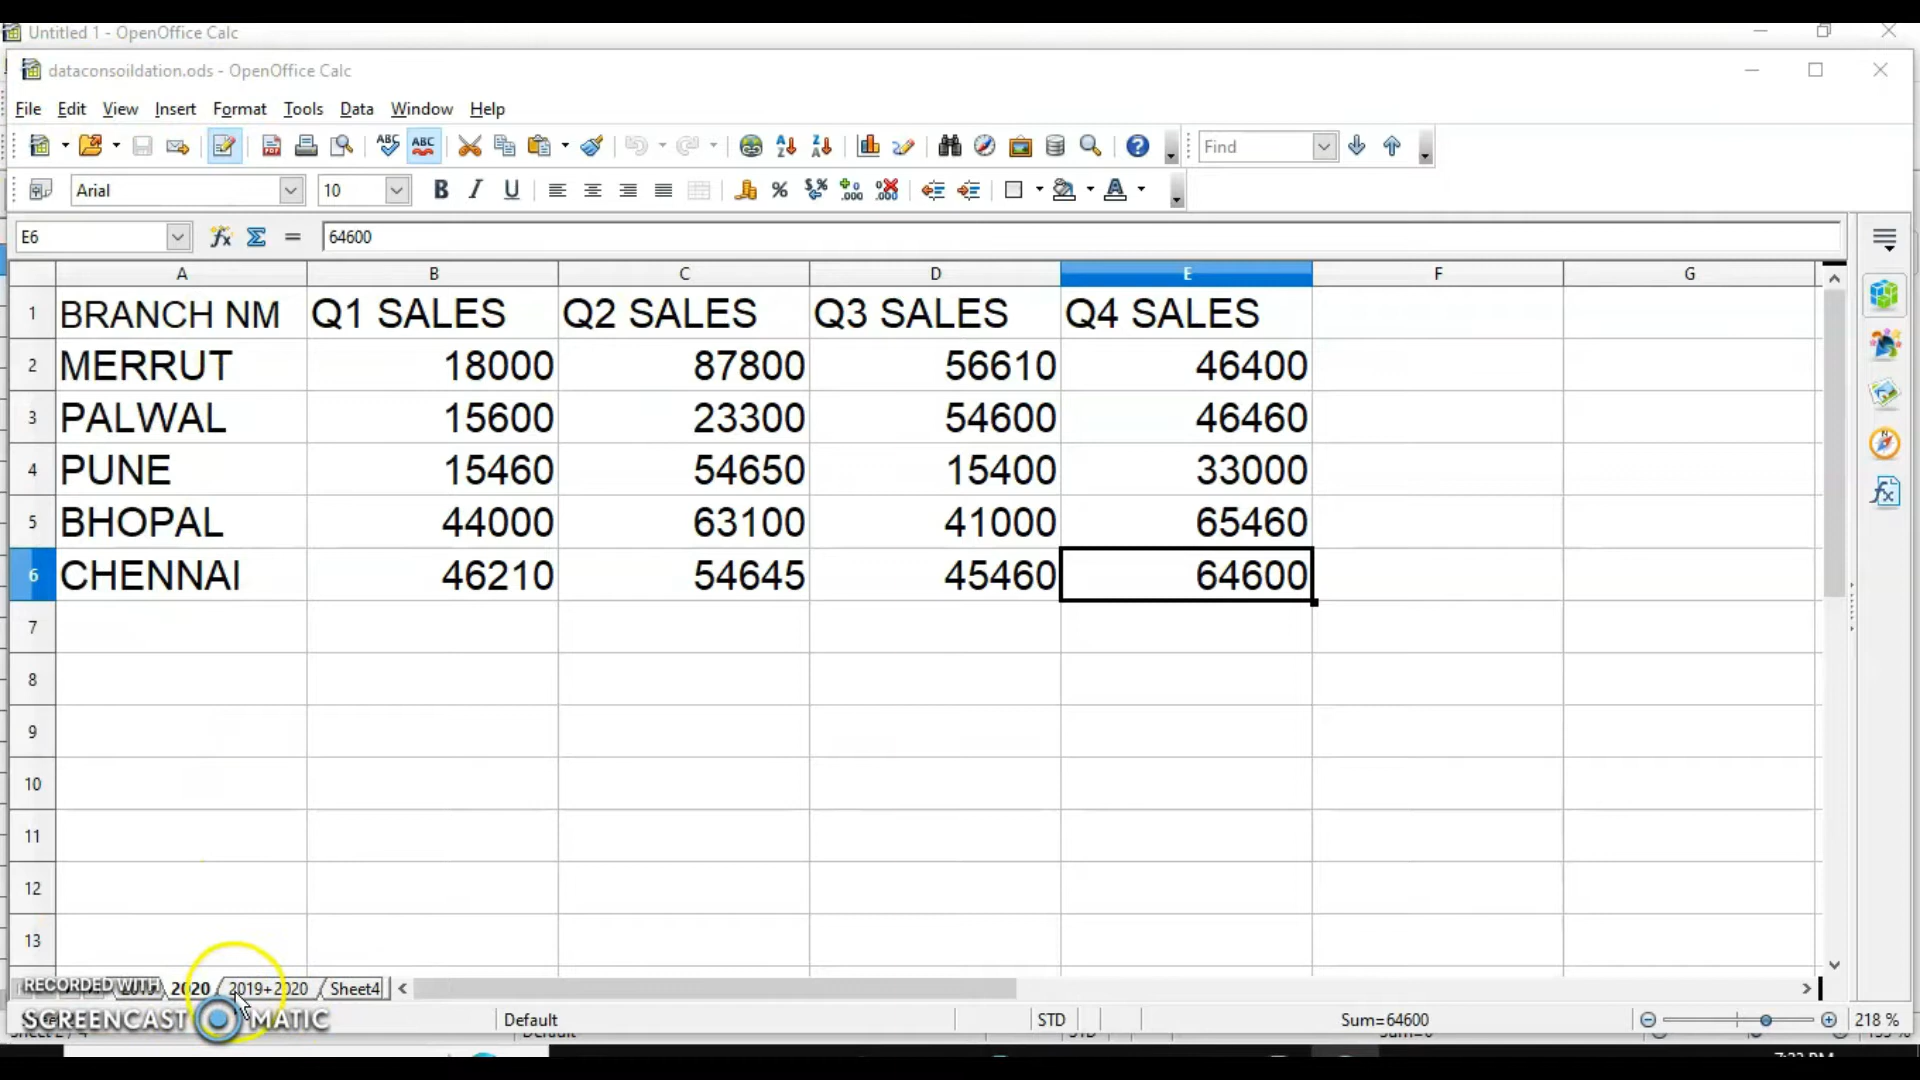 Untitled 1 - OpenOffice Calc
dataconsoildation.ods - OpenOffice Calc
File Edit View Insert Format Tools Data Window Help
Find
Arial 10
E6 64600
A B C D E F G
1 BRANCH NM Q1 SALES Q2 SALES Q3 SALES Q4 SALES
2 MERRUT 18000 87800 56610 46400
3 PALWAL 15600 23300 54600 46460
4 PUNE 15460 54650 15400 33000
5 BHOPAL 44000 63100 41000 65460
6 CHENNAI 46210 54645 45460 64600
7
8
9
10
11
12
13
RECORDED WITH 2020 2019+2020 Sheet4
SCREENCAST MATIC Default STD Sum=64600 218 %